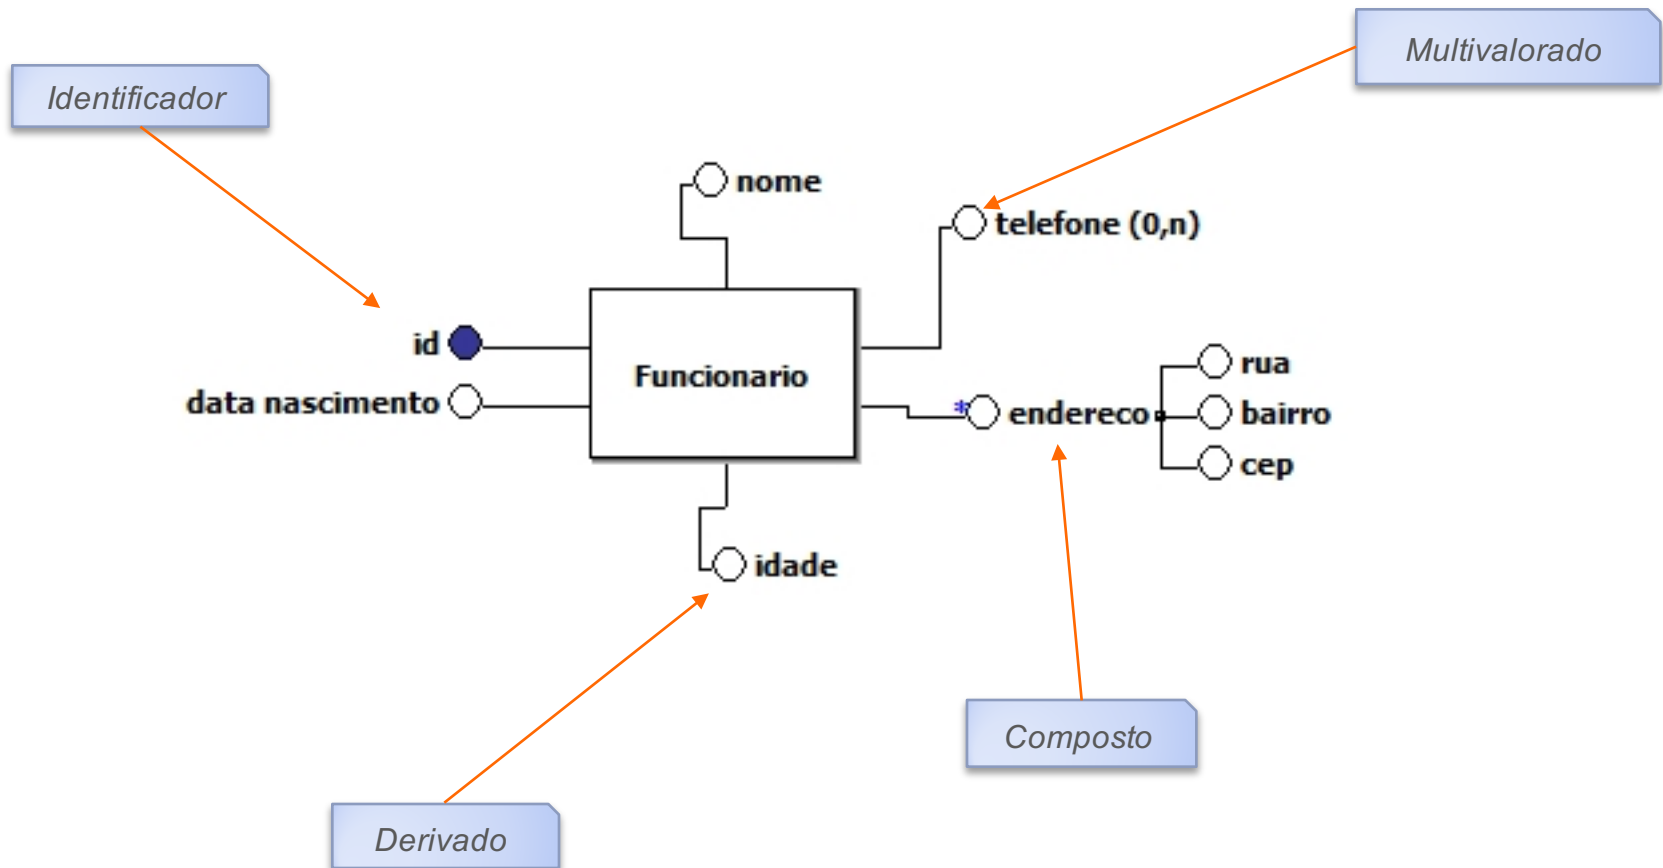 Multivalorado
Identificador
nome
telefone (0,n)
id
Funcionario
data nascimento
* endereco
rua
bairro
cep
idade
Composto
Derivado